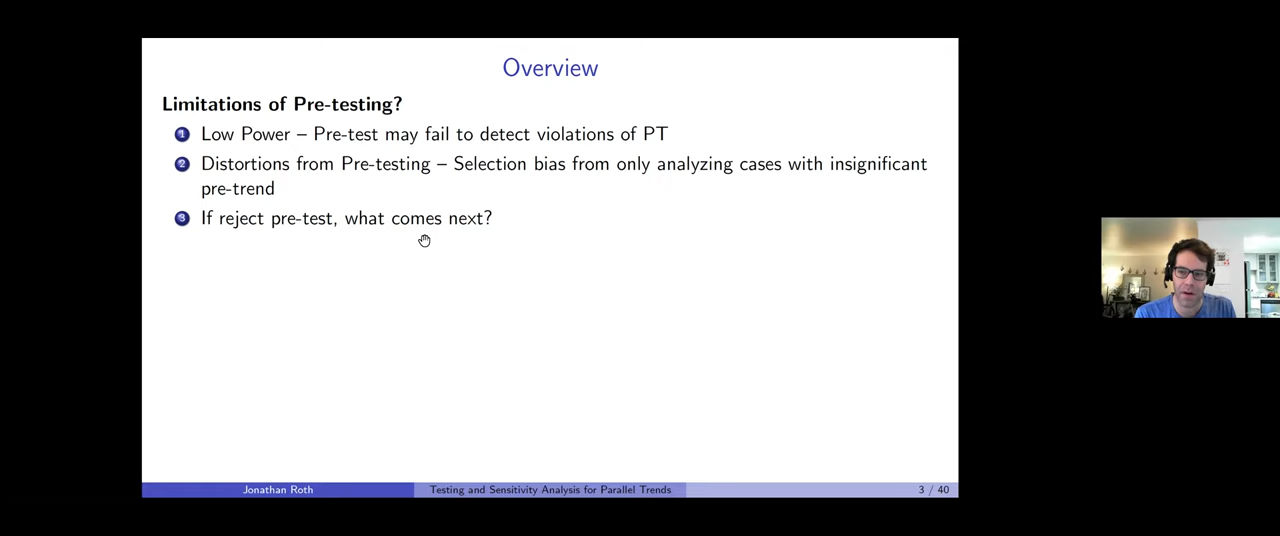 Overview
Limitations of Pre-testing?
1 Low Power – Pre-test may fail to detect violations of PT
2 Distortions from Pre-testing – Selection bias from only analyzing cases with insignificant
pre-trend
3 If reject pre-test, what comes next?
Jonathan Roth Testing and Sensitivity Analysis for Parallel Trends 3 / 40